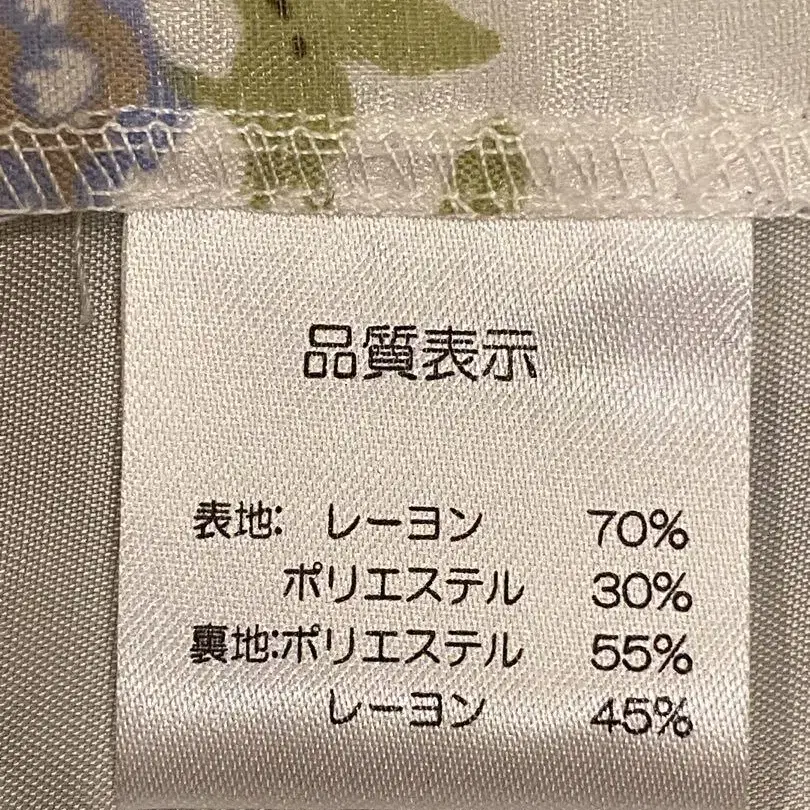 品質表示
表地: レーヨン 70%
ポリエステル 30%
裏地:ポリエステル 55%
レーヨン 45%